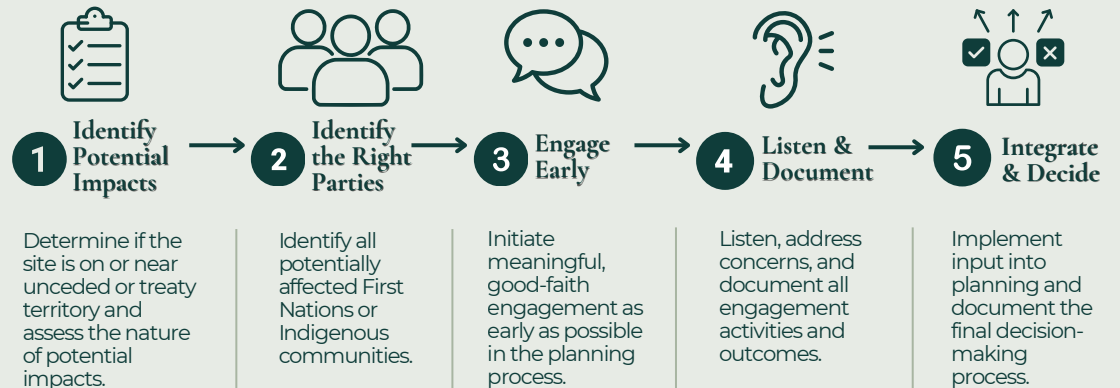 1
Identify
Potential
Impacts
2
Identify
the Right
Parties
3
Engage
Early
4
Listen &
Document
5
Integrate
& Decide
Determine if the
site is on or near
unceded or treaty
territory and
assess the nature
of potential
impacts.
Identify all
potentially
affected First
Nations or
Indigenous
communities.
Initiate
meaningful,
good-faith
engagement as
early as possible
in the planning
process.
Listen, address
concerns, and
document all
engagement
activities and
outcomes.
Implement
input into
planning and
document the
final decision-
making
process.